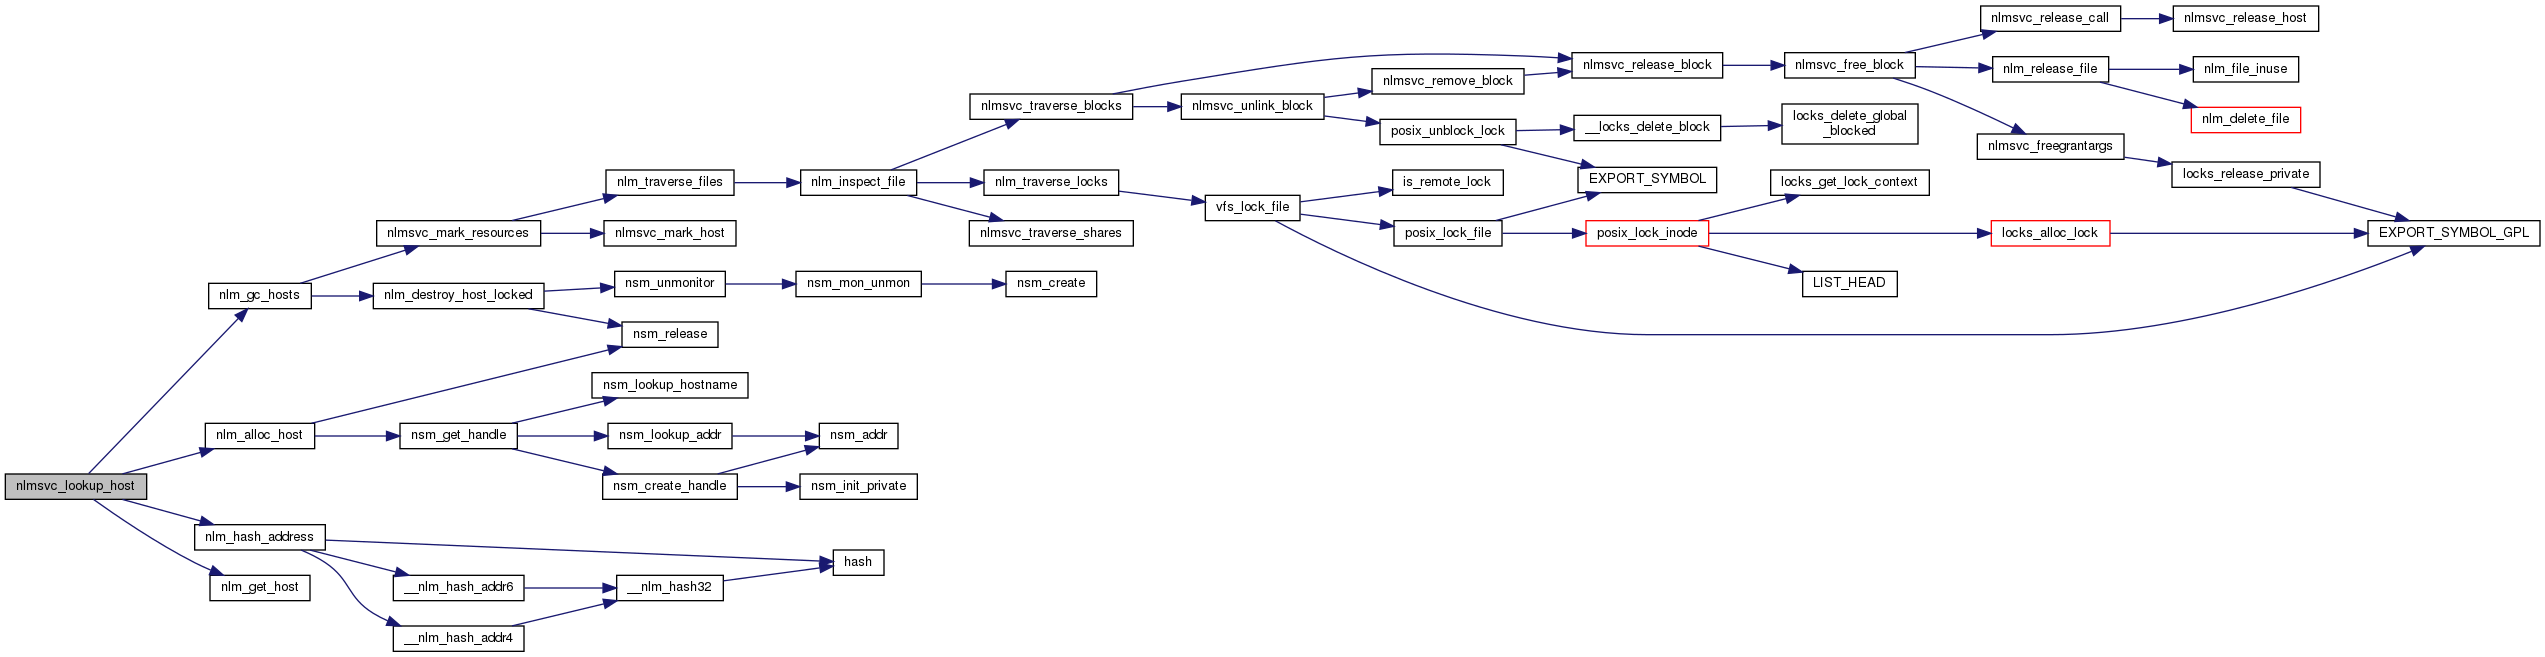 nlmsvc_lookup_host
nlm_gc_hosts
nlm_alloc_host
nlm_hash_address
nlm_get_host
nlmsvc_mark_resources
nlm_destroy_host_locked
nsm_get_handle
__nlm_hash_addr6
__nlm_hash_addr4
nlm_traverse_files
nlmsvc_mark_host
nsm_unmonitor
nsm_release
nsm_lookup_hostname
nsm_lookup_addr
nsm_create_handle
__nlm_hash32
nlm_inspect_file
nsm_mon_unmon
nsm_addr
nsm_init_private
hash
nlmsvc_traverse_blocks
nlm_traverse_locks
nlmsvc_traverse_shares
nsm_create
nlmsvc_unlink_block
vfs_lock_file
nlmsvc_remove_block
posix_unblock_lock
is_remote_lock
posix_lock_file
nlmsvc_release_block
__locks_delete_block
EXPORT_SYMBOL
posix_lock_inode
nlmsvc_free_block
locks_delete_global
_blocked
locks_get_lock_context
LIST_HEAD
nlmsvc_release_call
nlm_release_file
nlmsvc_freegrantargs
locks_alloc_lock
nlmsvc_release_host
nlm_file_inuse
nlm_delete_file
locks_release_private
EXPORT_SYMBOL_GPL